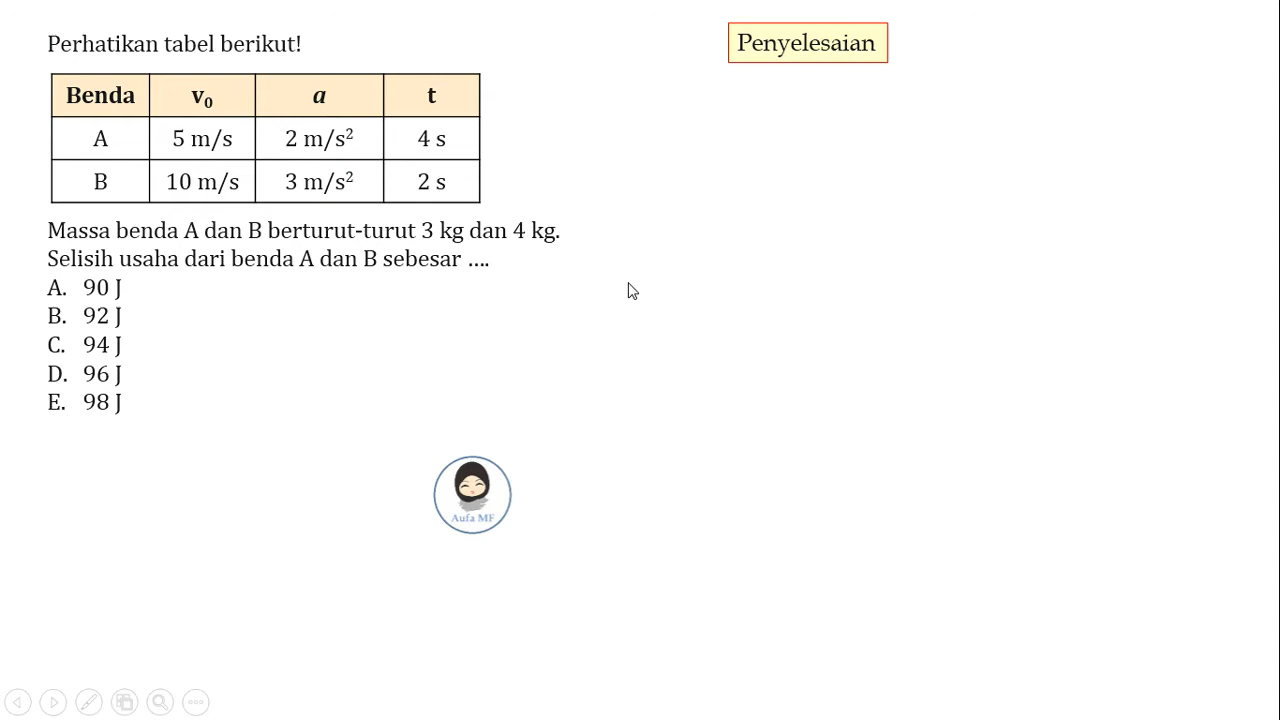 Perhatikan tabel berikut!
Penyelesaian
Benda v₀ a t
A 5 m/s 2 m/s² 4 s
B 10 m/s 3 m/s² 2 s
Massa benda A dan B berturut-turut 3 kg dan 4 kg.
Selisih usaha dari benda A dan B sebesar ....
A. 90 J
B. 92 J
C. 94 J
D. 96 J
E. 98 J
Aufa MF